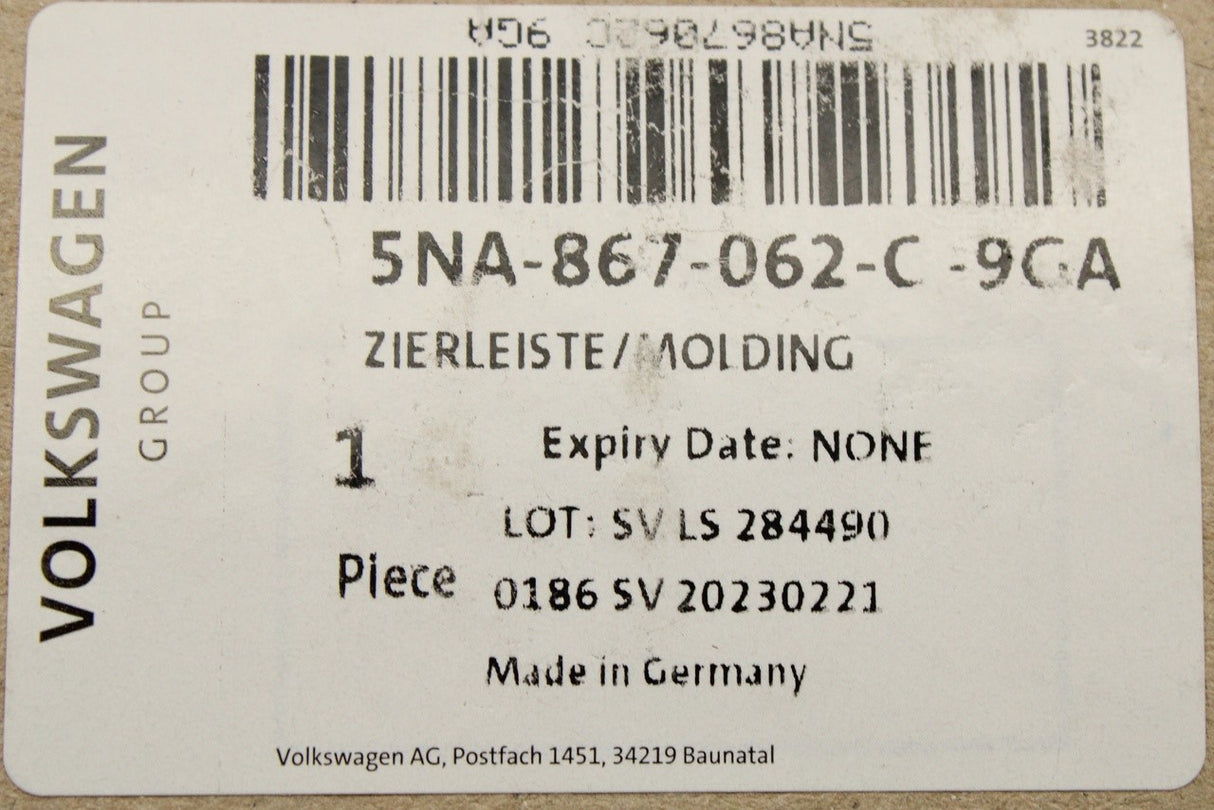 5NA867062C 9GA
3822
5NA-867-062-C -9GA
ZIERLEISTE/MOLDING
1
Piece
Expiry Date: NONE
LOT: SV LS 284490
0186 SV 20230221
Made in Germany
Volkswagen AG, Postfach 1451, 34219 Baunatal
VOLKSWAGEN
GROUP